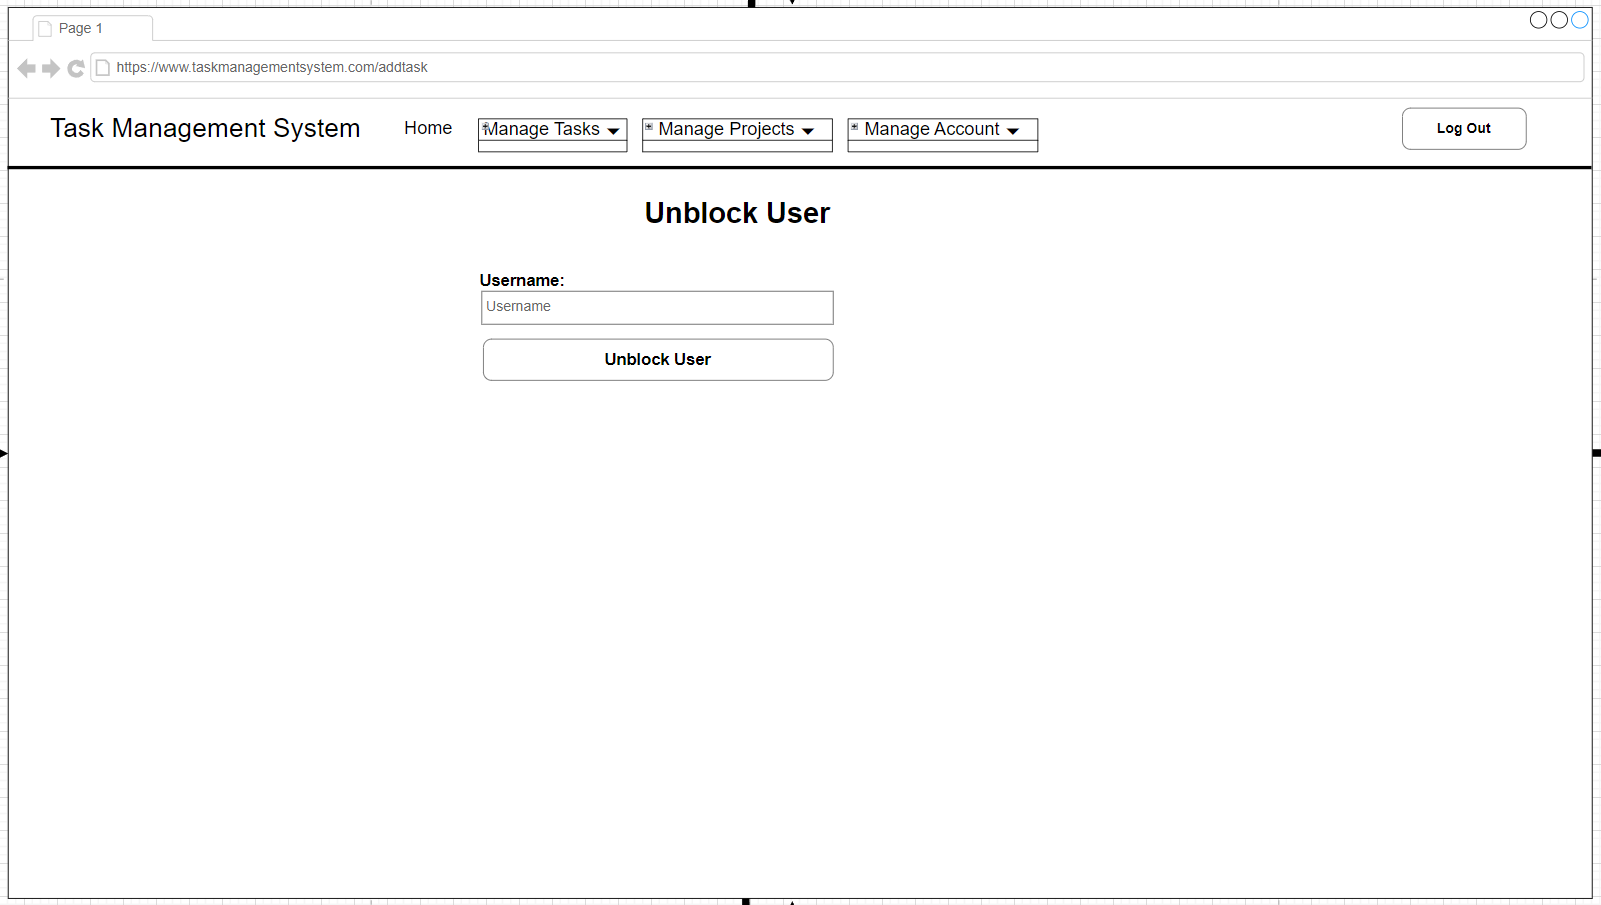 Page 1
https://www.taskmanagementsystem.com/addtask
Task Management System
Home
Manage Tasks
Manage Projects
Manage Account
Log Out
Unblock User
Username:
Username
Unblock User